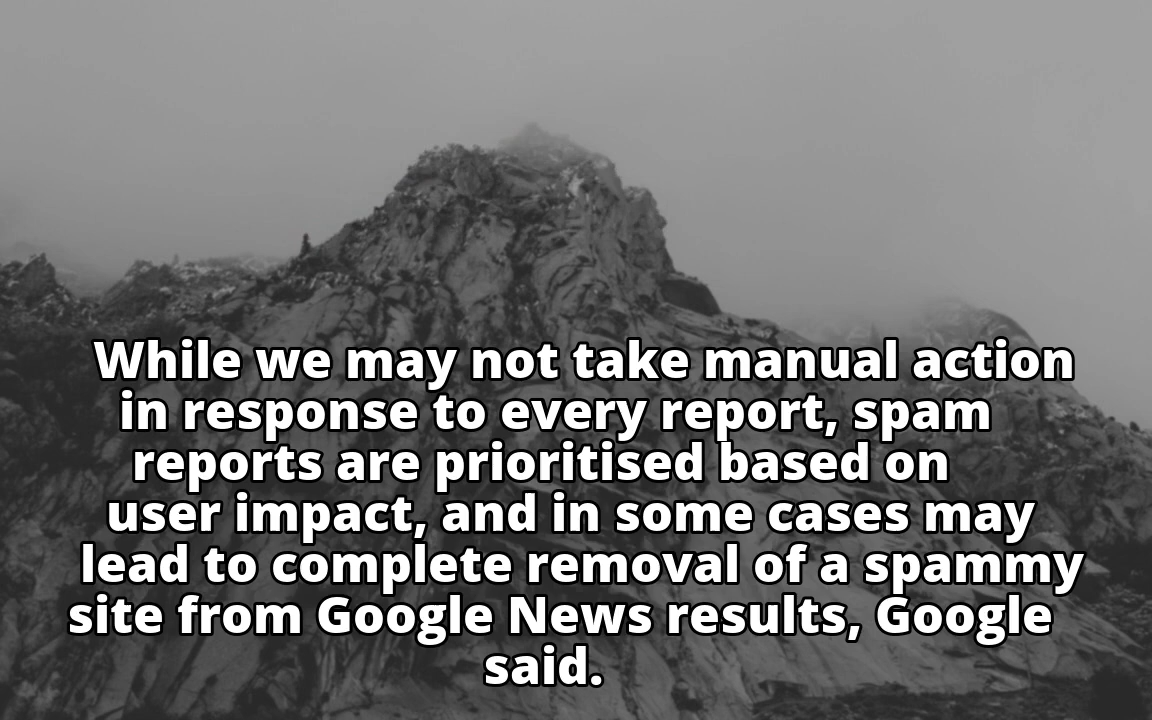 While we may not take manual action
in response to every report, spam
reports are prioritised based on
user impact, and in some cases may
lead to complete removal of a spammy
site from Google News results, Google
said.